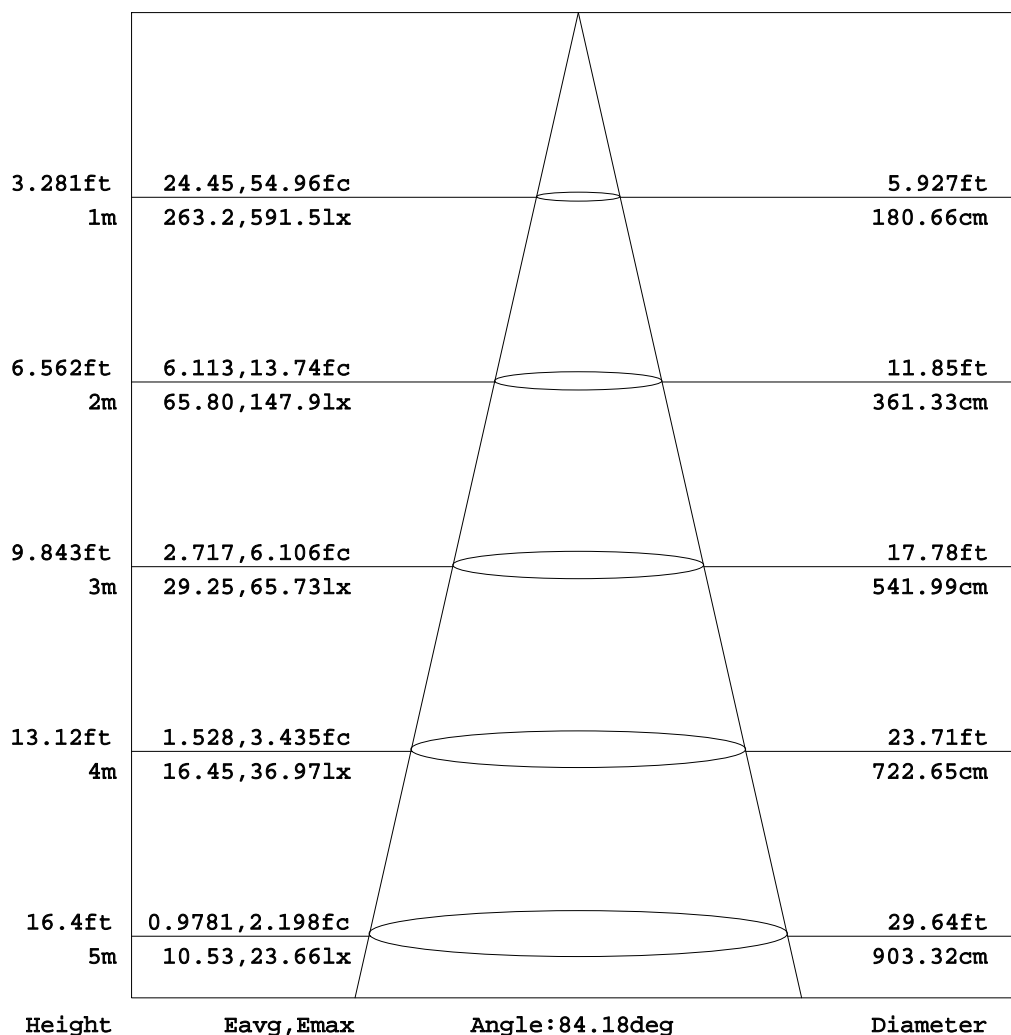 3.281ft 24.45,54.96fc 5.927ft
1m 263.2,591.5lx 180.66cm
6.562ft 6.113,13.74fc 11.85ft
2m 65.80,147.9lx 361.33cm
9.843ft 2.717,6.106fc 17.78ft
3m 29.25,65.73lx 541.99cm
13.12ft 1.528,3.435fc 23.71ft
4m 16.45,36.97lx 722.65cm
16.4ft 0.9781,2.198fc 29.64ft
5m 10.53,23.66lx 903.32cm
Height Eavg,Emax Angle:84.18deg Diameter